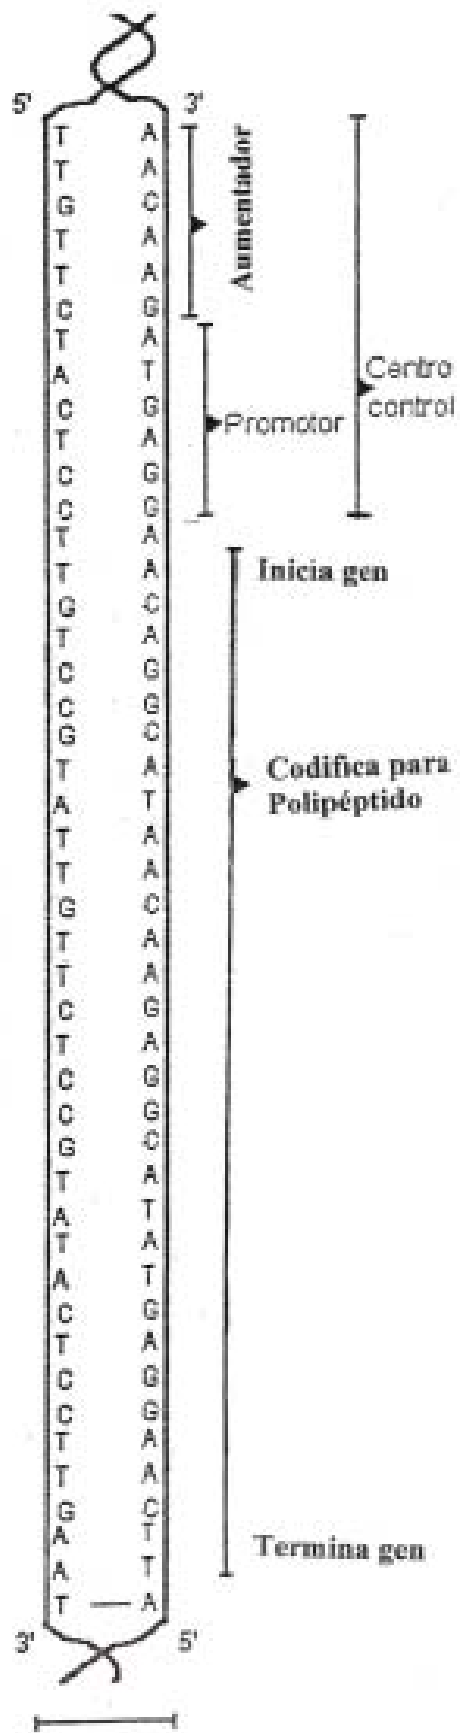 5' 3'
T A
T A
G C
Aumentador
T A
T A
C G
T A
A T
Centro
C G
control
Promotor
T A
C G
C G
T A
T A
Inicia gen
G C
T A
C G
C G
G C
T A
Codifica para
A T
Polipéptido
T A
T A
G C
T A
T A
C G
T A
C G
C G
G C
T A
A T
T A
A T
C G
T A
C G
C G
T A
T A
G C
A T
Termina gen
A T
T — A
3' 5'